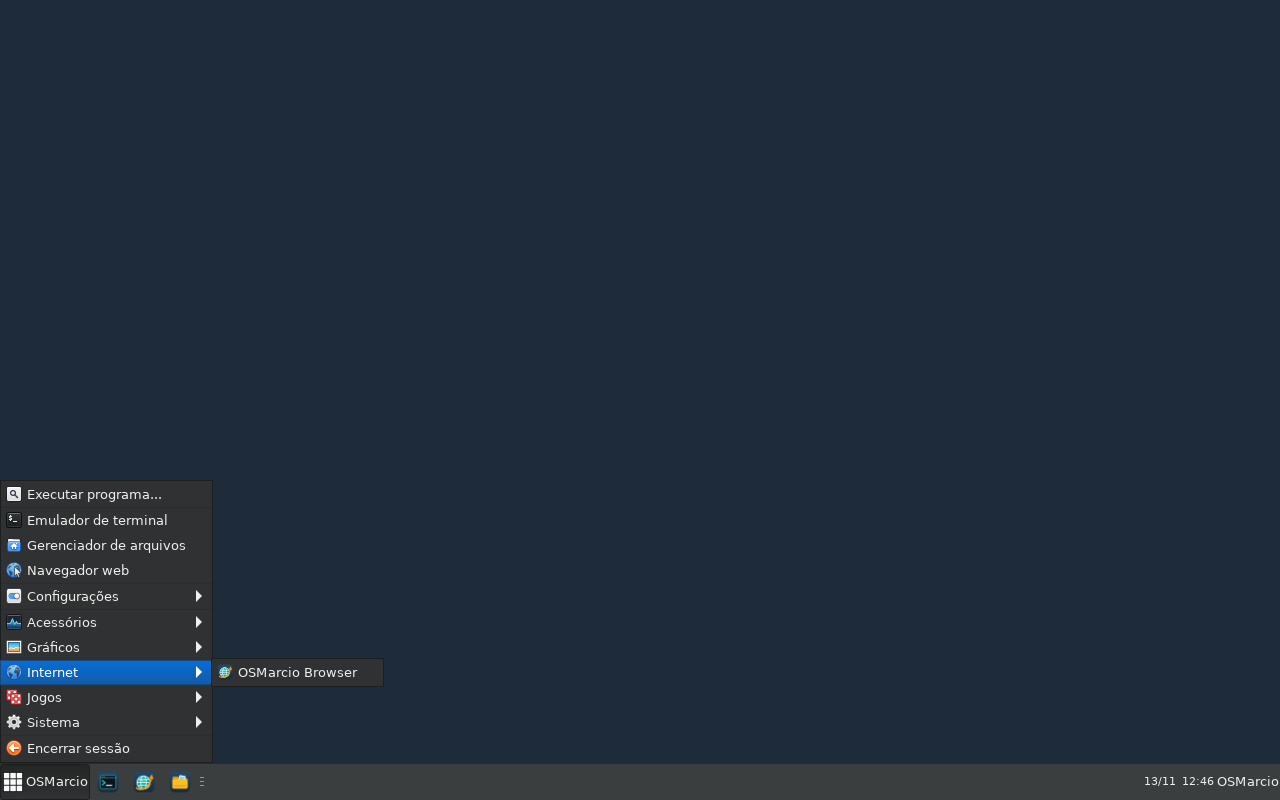 Executar programa...
Emulador de terminal
Gerenciador de arquivos
Navegador web
Configurações
Acessórios
Gráficos
Internet
OSMarcio Browser
Jogos
Sistema
Encerrar sessão
OSMarcio
13/11 12:46 OSMarcio